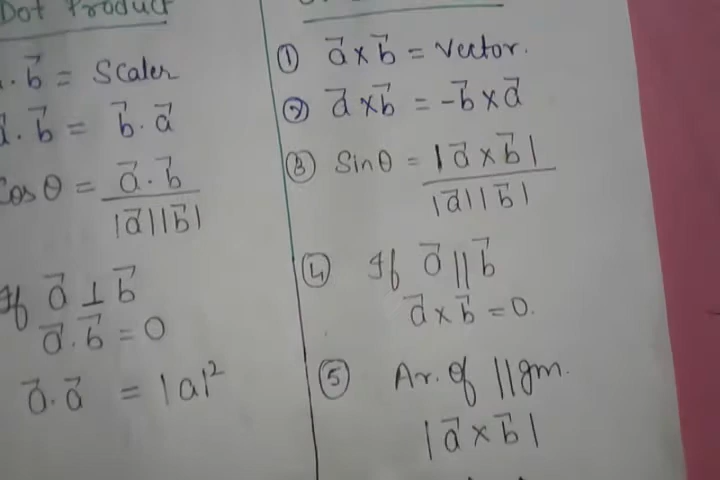 Dot Product
. b⃗ = Scaler
a⃗ . b⃗ = b⃗ . a⃗
Cos θ = a⃗ . b⃗ / |a⃗||b⃗|
If a⃗ ⊥ b⃗
a⃗ . b⃗ = 0
a⃗ . a⃗ = |a|²
① a⃗ × b⃗ = Vector.
② a⃗ × b⃗ = -b⃗ × a⃗
③ Sin θ = |a⃗ × b⃗| / |a⃗||b⃗|
④ If a⃗ || b⃗
a⃗ × b⃗ = 0.
⑤ Ar. of ||gm.
|a⃗ × b⃗|